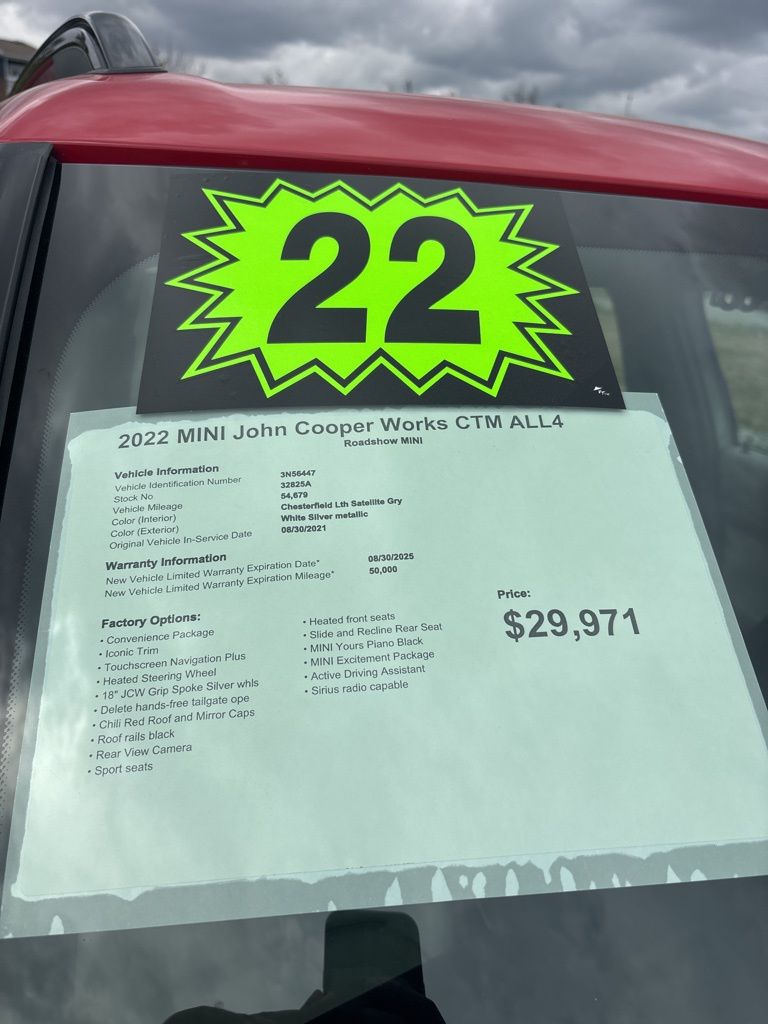 22
2022 MINI John Cooper Works CTM ALL4
Roadshow MINI
Vehicle Information
Vehicle Identification Number 3N56447
Stock No 32825A
Vehicle Mileage 54,679
Color (Interior) Chesterfield Lth Satellite Gry
Color (Exterior) White Silver metallic
Original Vehicle In-Service Date 08/30/2021
Warranty Information
New Vehicle Limited Warranty Expiration Date* 08/30/2025
New Vehicle Limited Warranty Expiration Mileage* 50,000
Factory Options:
• Convenience Package
• Iconic Trim
• Touchscreen Navigation Plus
• Heated Steering Wheel
• 18" JCW Grip Spoke Silver whls
• Delete hands-free tailgate ope
• Chili Red Roof and Mirror Caps
• Roof rails black
• Rear View Camera
• Sport seats
• Heated front seats
• Slide and Recline Rear Seat
• MINI Yours Piano Black
• MINI Excitement Package
• Active Driving Assistant
• Sirius radio capable
Price:
$29,971